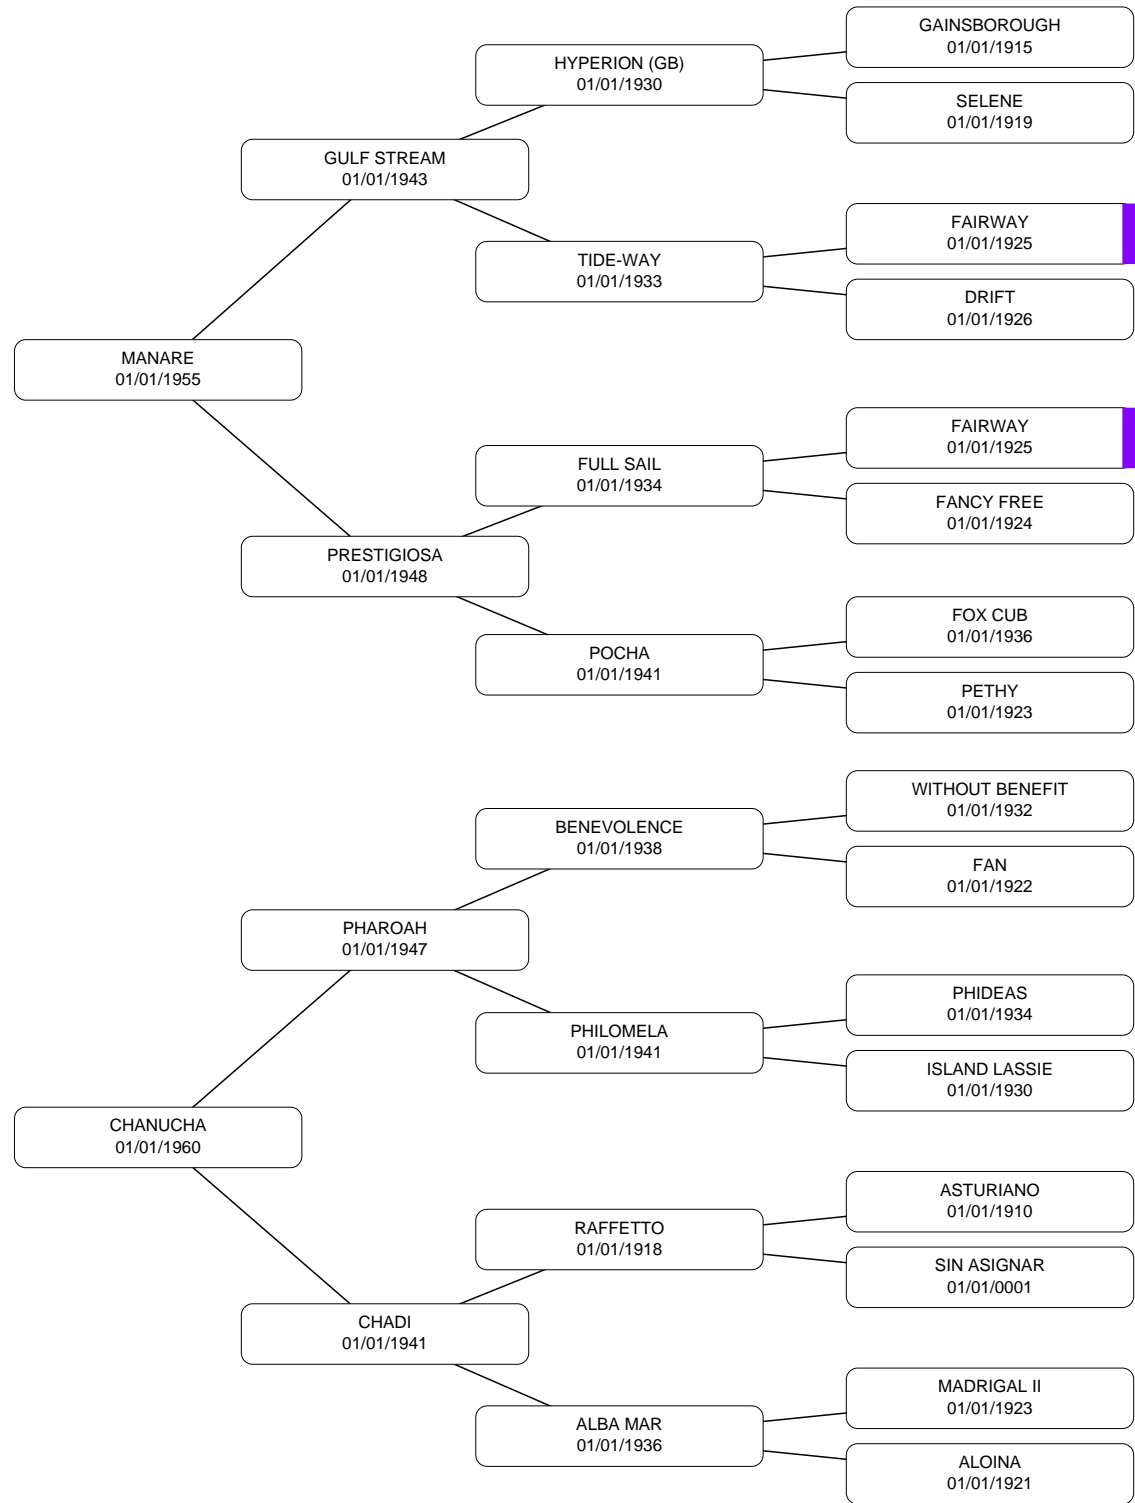 GAINSBOROUGH
01/01/1915
HYPERION (GB)
01/01/1930
SELENE
01/01/1919
GULF STREAM
01/01/1943
FAIRWAY
01/01/1925
TIDE-WAY
01/01/1933
DRIFT
01/01/1926
MANARE
01/01/1955
FAIRWAY
01/01/1925
FULL SAIL
01/01/1934
FANCY FREE
01/01/1924
PRESTIGIOSA
01/01/1948
FOX CUB
01/01/1936
POCHA
01/01/1941
PETHY
01/01/1923
WITHOUT BENEFIT
01/01/1932
BENEVOLENCE
01/01/1938
FAN
01/01/1922
PHAROAH
01/01/1947
PHIDEAS
01/01/1934
PHILOMELA
01/01/1941
ISLAND LASSIE
01/01/1930
CHANUCHA
01/01/1960
ASTURIANO
01/01/1910
RAFFETTO
01/01/1918
SIN ASIGNAR
01/01/0001
CHADI
01/01/1941
MADRIGAL II
01/01/1923
ALBA MAR
01/01/1936
ALOINA
01/01/1921